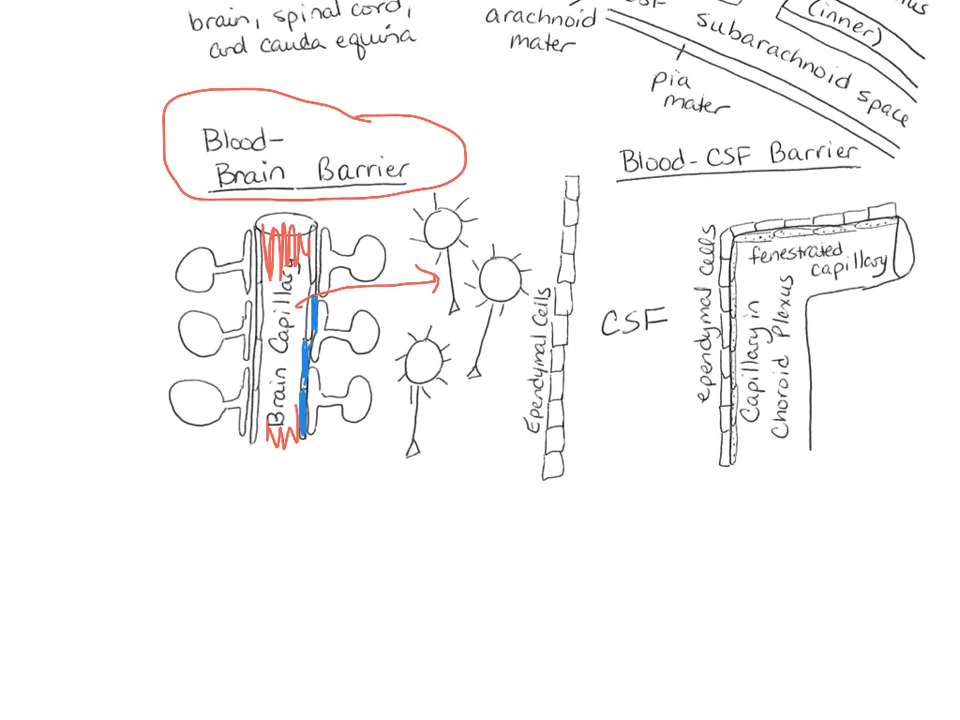 brain, spinal cord,
and cauda equina
arachnoid
mater
CSF
subarachnoid space
(inner)
pia
mater
Blood-
Brain Barrier
Blood-CSF Barrier
Brain Capillary
Ependymal Cells
CSF
ependymal cells
fenestrated
capillary
Capillary in
Choroid Plexus